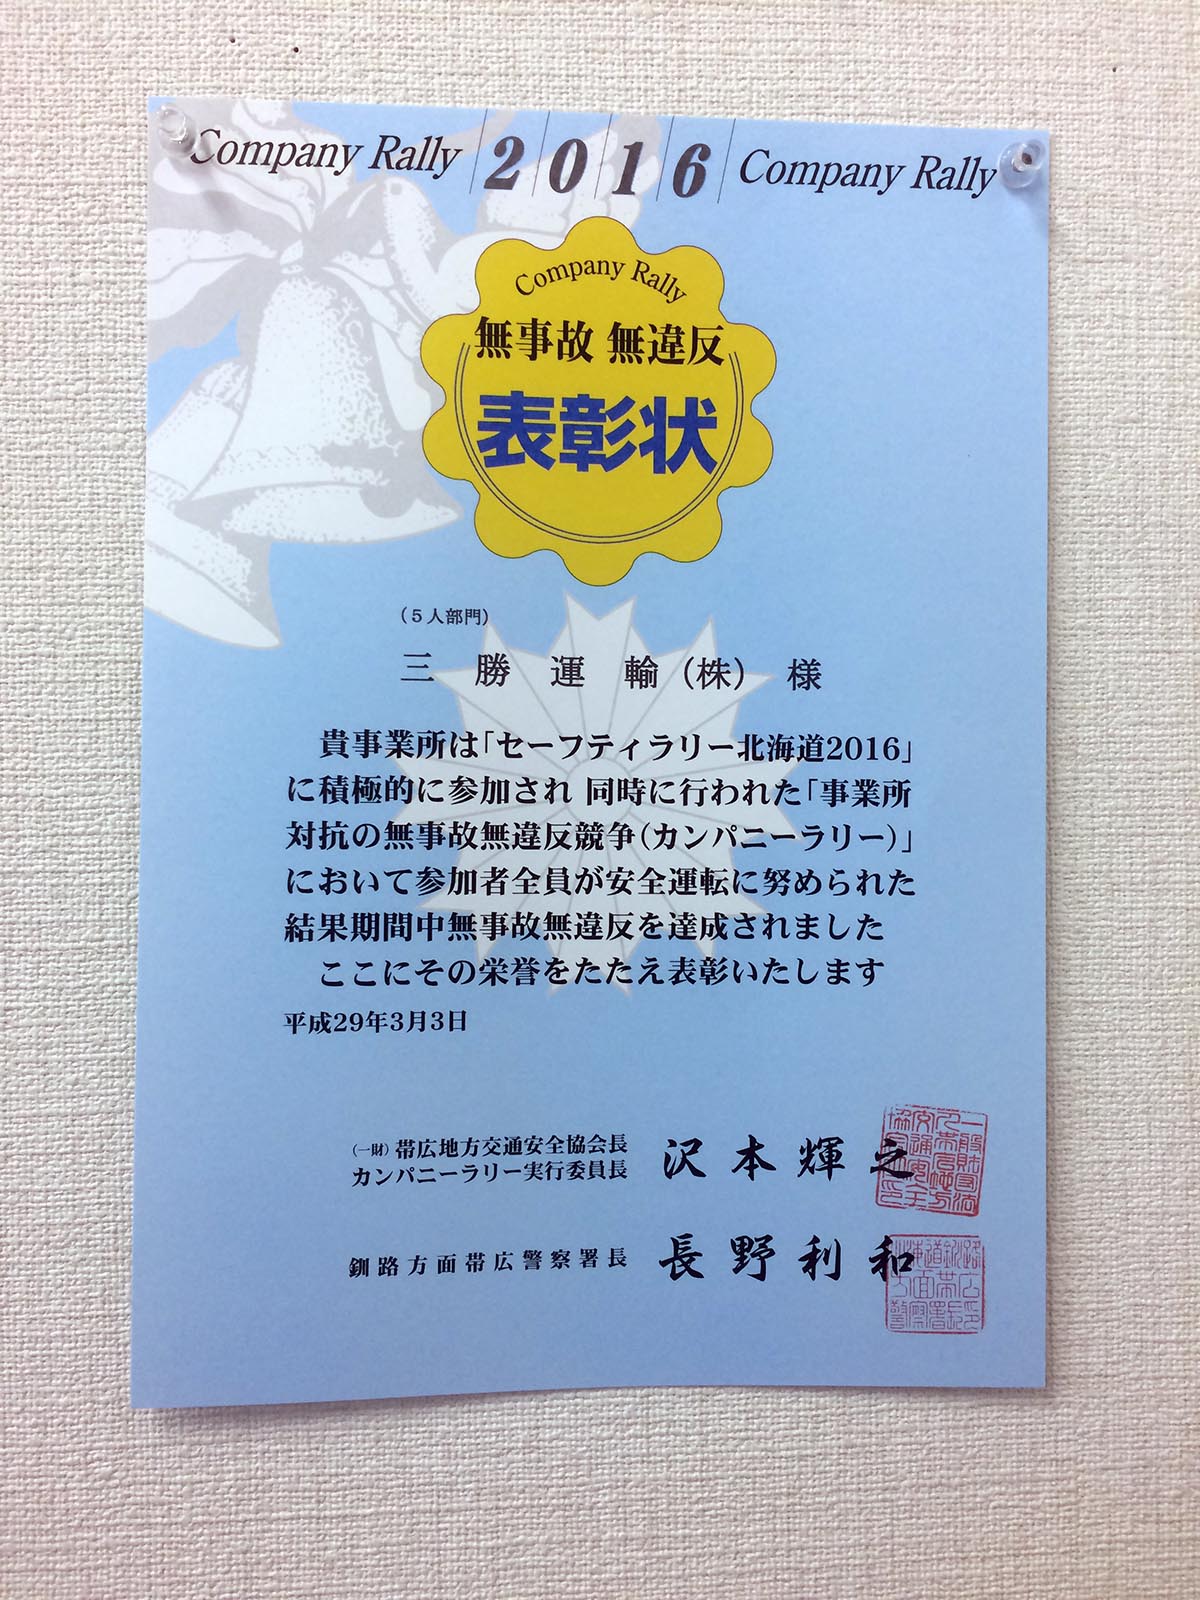 Company Rally 2016 Company Rally
Company Rally
無事故 無違反
表彰状
(5人部門)
三勝運輸(株) 様
貴事業所は「セーフティラリー北海道2016」
に積極的に参加され 同時に行われた「事業所
対抗の無事故無違反競争(カンパニーラリー)」
において参加者全員が安全運転に努められた
結果期間中無事故無違反を達成されました
ここにその栄誉をたたえ表彰いたします
平成29年3月3日
(一財)帯広地方交通安全協会長
カンパニーラリー実行委員長
沢本輝之
釧路方面帯広警察署長 長野利和